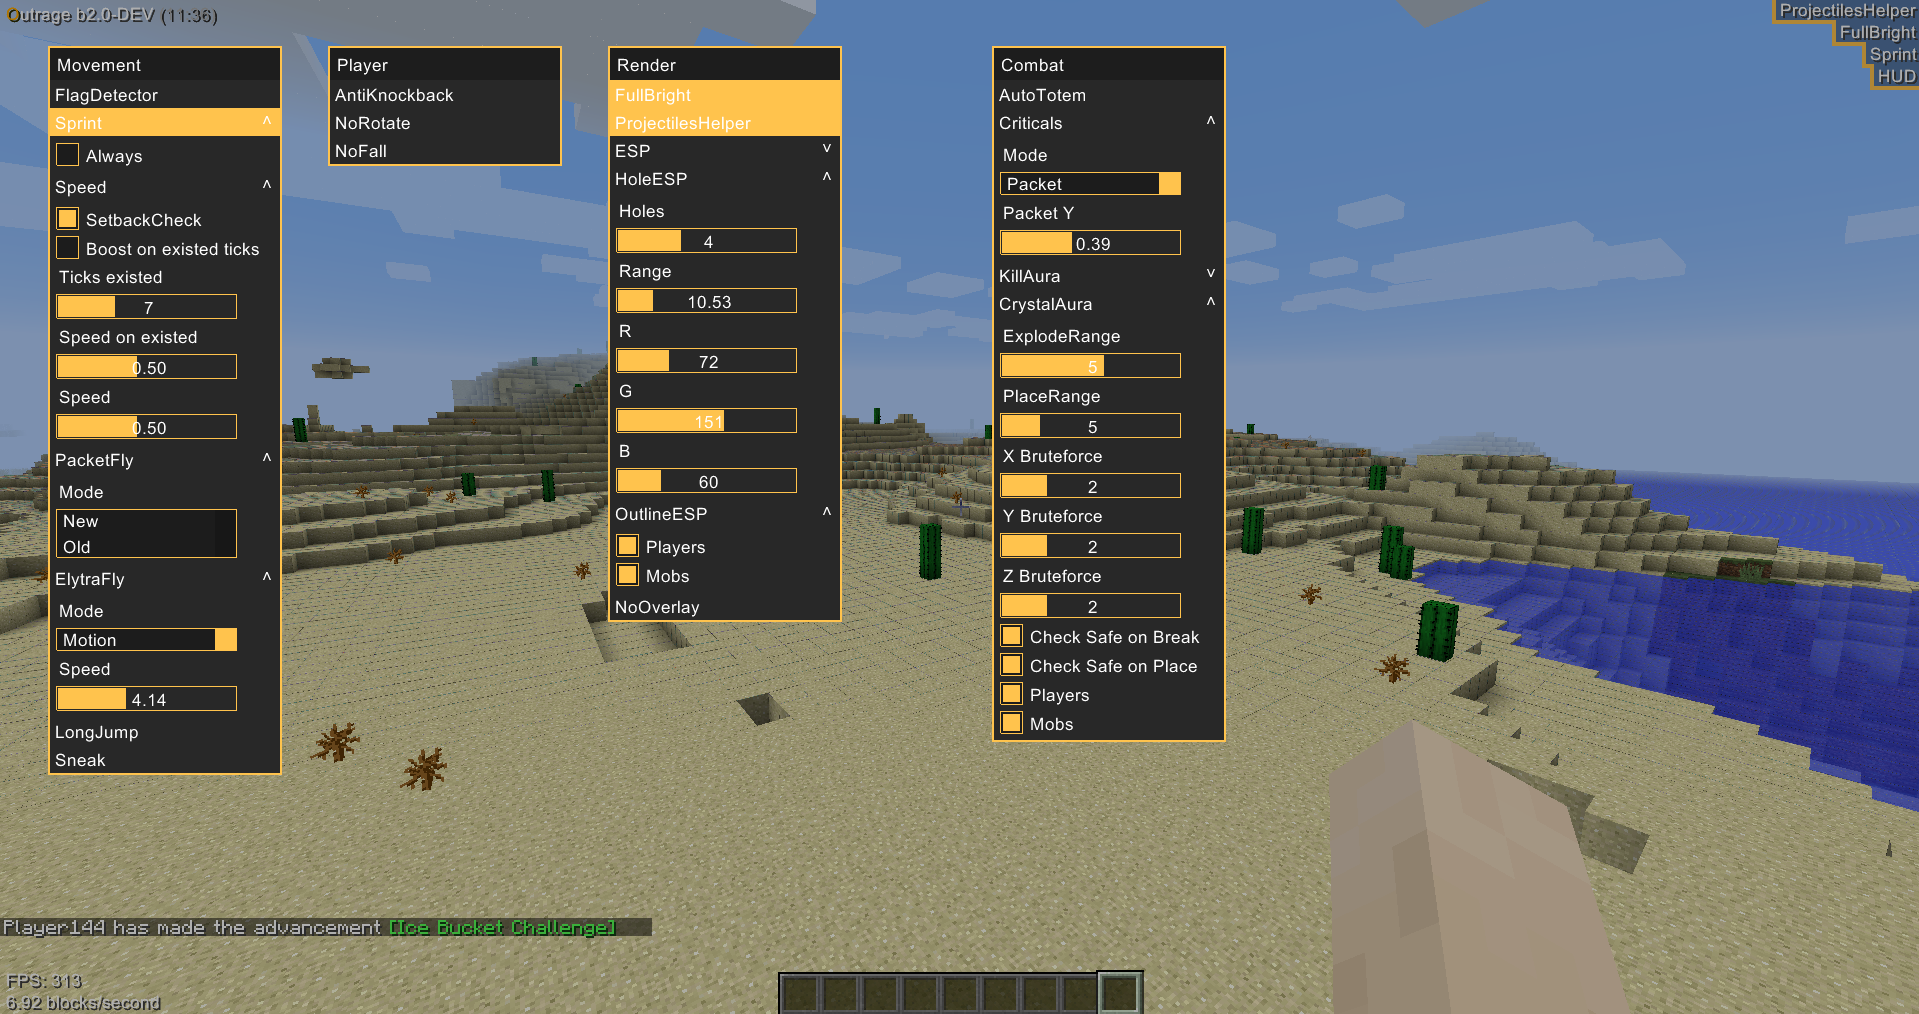 Outrage b2.0-DEV (11:36)
ProjectilesHelper
FullBright
Sprint
HUD
Movement
FlagDetector
Sprint ^
Always
Speed ^
SetbackCheck
Boost on existed ticks
Ticks existed
7
Speed on existed
0.50
Speed
0.50
PacketFly ^
Mode
New
Old
ElytraFly ^
Mode
Motion
Speed
4.14
LongJump
Sneak
Player
AntiKnockback
NoRotate
NoFall
Render
FullBright
ProjectilesHelper
ESP v
HoleESP ^
Holes
4
Range
10.53
R
72
G
151
B
60
OutlineESP ^
Players
Mobs
NoOverlay
Combat
AutoTotem
Criticals ^
Mode
Packet
Packet Y
0.39
KillAura v
CrystalAura ^
ExplodeRange
5
PlaceRange
5
X Bruteforce
2
Y Bruteforce
2
Z Bruteforce
2
Check Safe on Break
Check Safe on Place
Players
Mobs
Player144 has made the advancement [Ice Bucket Challenge]
FPS: 313
6.92 blocks/second